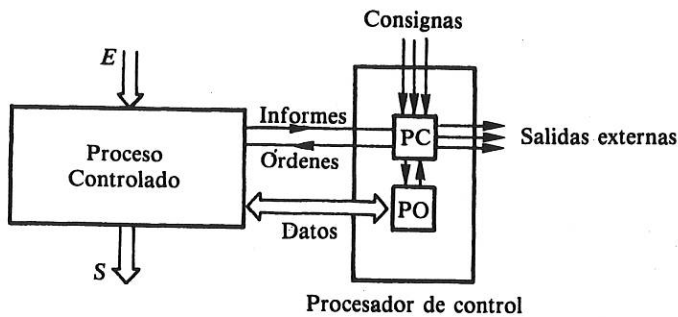 Consignas
E
Informes
PC
Salidas externas
Proceso
Controlado
Órdenes
PO
Datos
S
Procesador de control